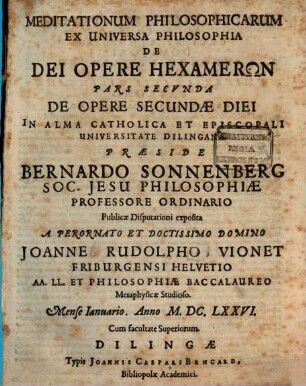 MEDITATIONUM PHILOSOPHICARUM
EX UNIVERSA PHILOSOPHIA
DE
DEI OPERE HEXAMERΩN
PARS SECVNDA
DE OPERE SECUNDÆ DIEI
IN ALMA CATHOLICA ET EPISCOPALI
UNIVERSITATE DILINGANA
PRÆSIDE
BERNARDO SONNENBERG
SOC. JESU PHILOSOPHIÆ
PROFESSORE ORDINARIO
Publicæ Disputationi exposita
A PERORNATO ET DOCTISSIMO DOMINO
JOANNE RUDOLPHO VIONET
FRIBURGENSI HELVETIO
AA. LL. ET PHILOSOPHIÆ BACCALAUREO
Metaphysicæ Studioso.
Mense Ianuario. Anno M. DC. LXXVI.
Cum facultate Superiorum.
DILINGÆ
Typis JOANNIS CASPARI BENCARD,
Bibliopolæ Academici.